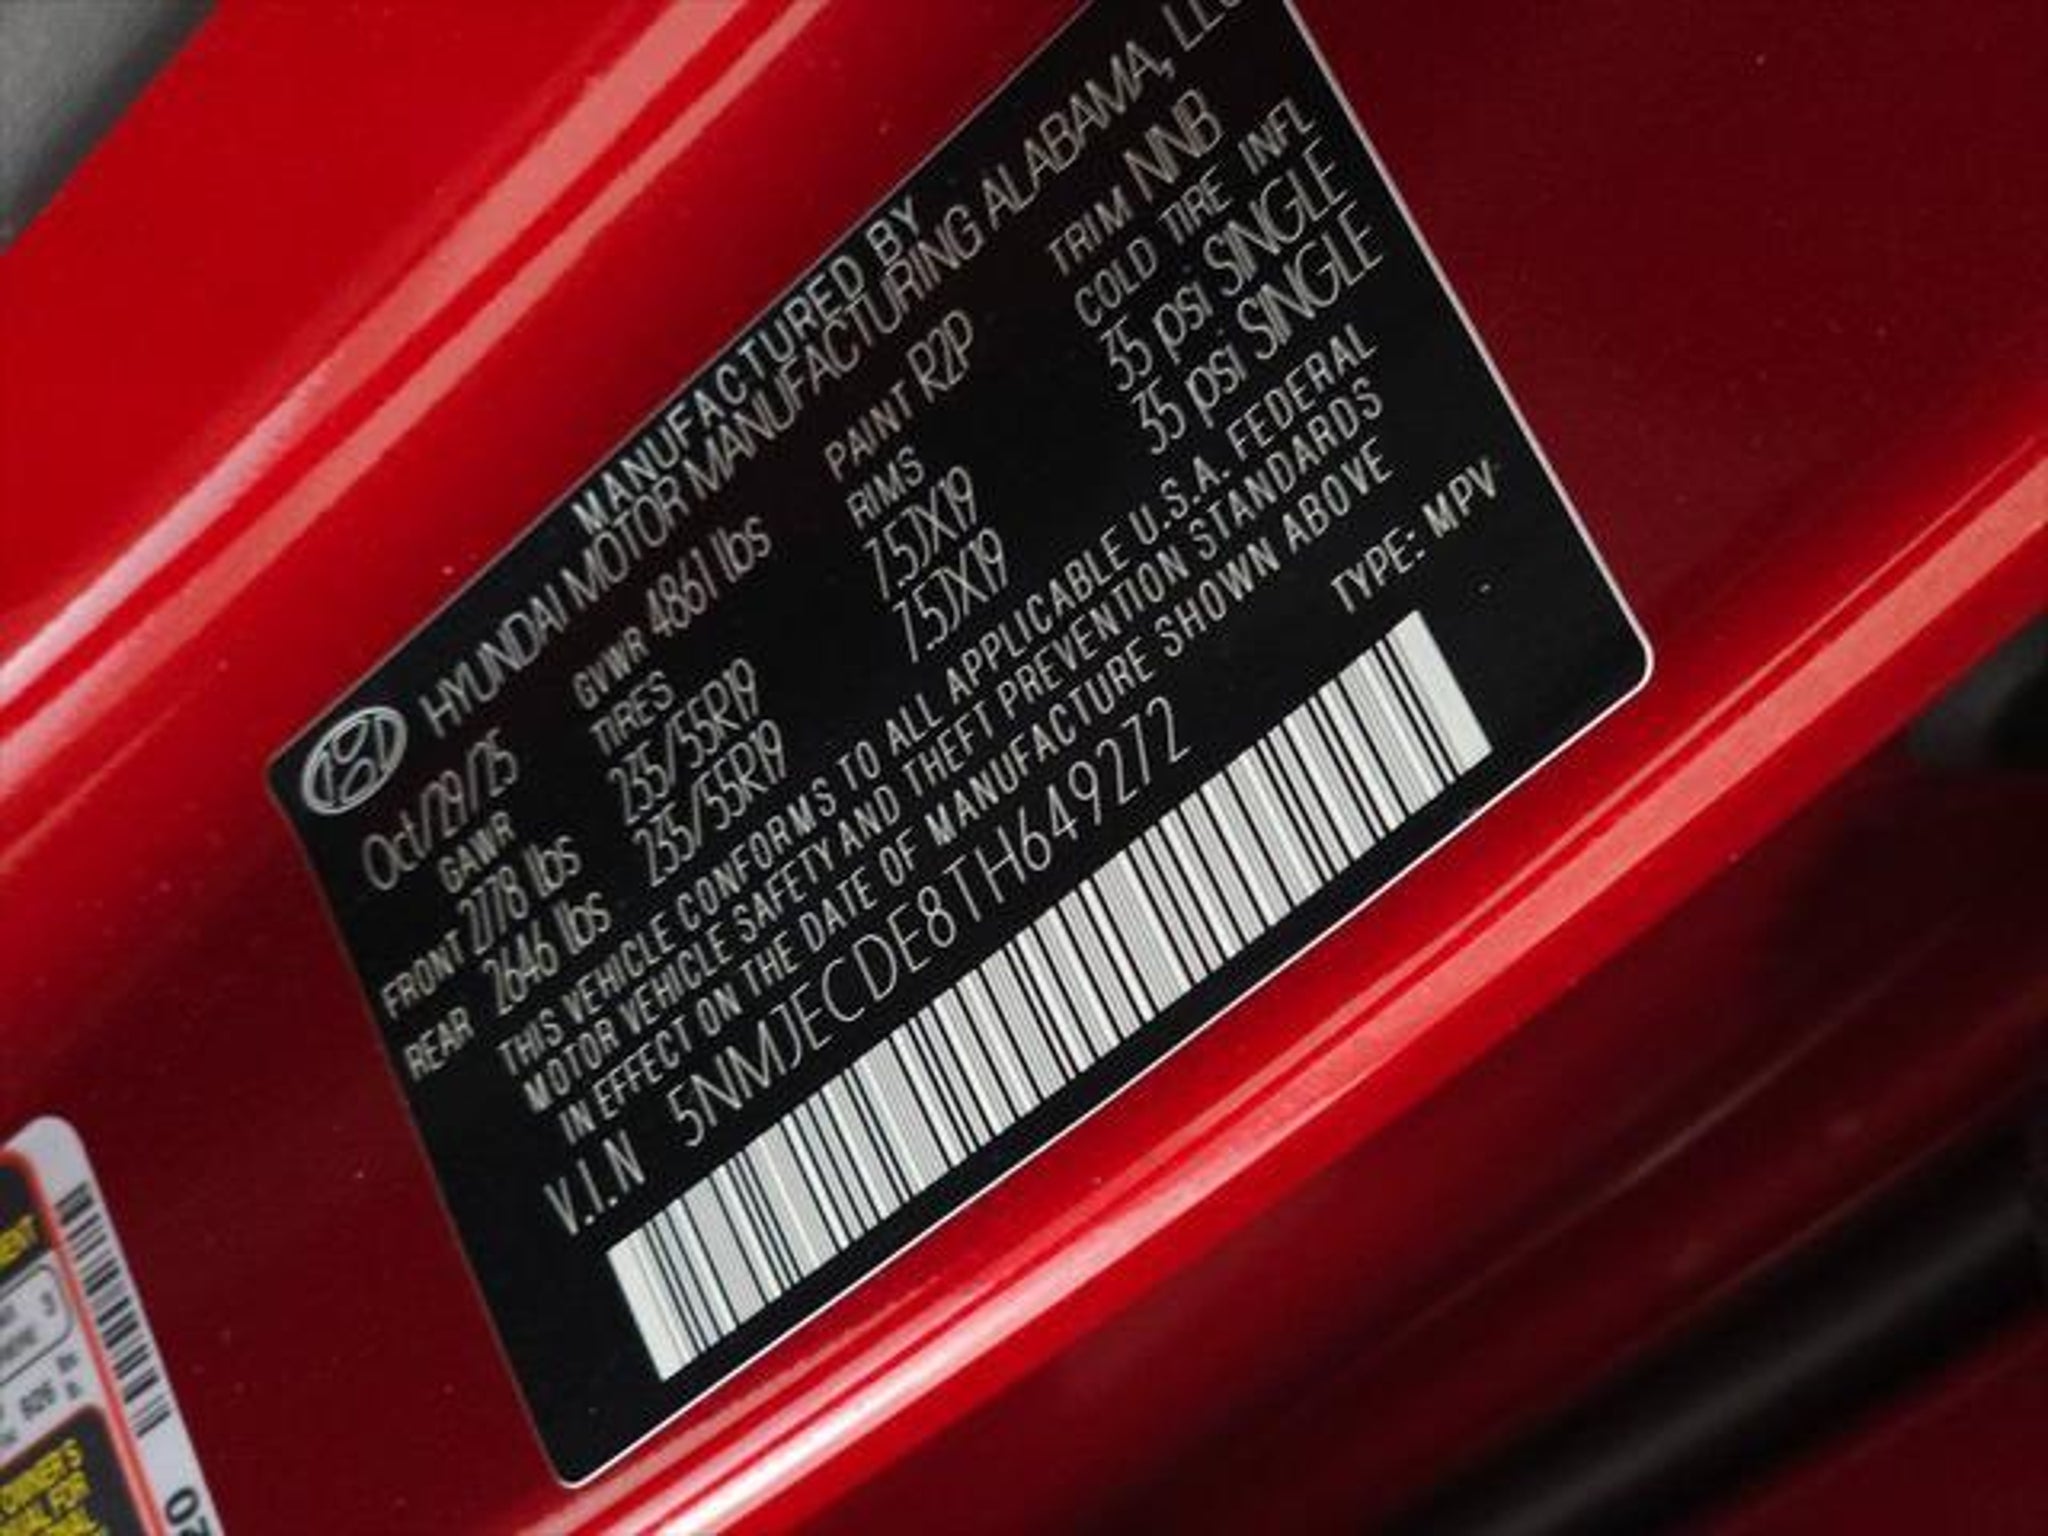 MANUFACTURED BY
HYUNDAI MOTOR MANUFACTURING ALABAMA, LLC
Oct/29/25 GVWR 4861 lbs PAINT R2P TRIM NNB
GAWR TIRES RIMS COLD TIRE INFL
FRONT 2778 lbs 235/55R19 7.5JX19 35 psi SINGLE
REAR 2646 lbs 235/55R19 7.5JX19 35 psi SINGLE
THIS VEHICLE CONFORMS TO ALL APPLICABLE U.S.A. FEDERAL
MOTOR VEHICLE SAFETY AND THEFT PREVENTION STANDARDS
IN EFFECT ON THE DATE OF MANUFACTURE SHOWN ABOVE
V.I.N 5NMJECDE8TH649272 TYPE: MPV
20